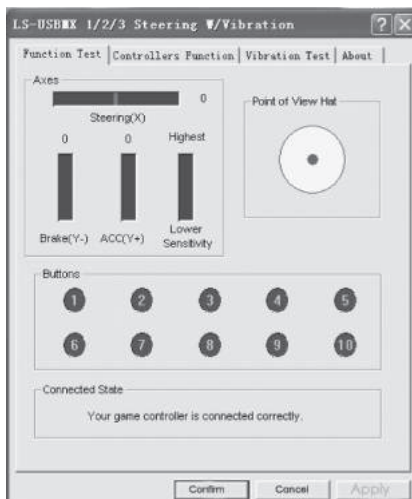 LS-USBMX 1/2/3 Steering W/Vibration
Function Test Controllers Function Vibration Test About
Axes
0
Steering(X)
Point of View Hat
0 0 Highest
Brake(Y-) ACC(Y+) Lower
Sensitivity
Buttons
1 2 3 4 5
6 7 8 9 10
Connected State
Your game controller is connected correctly.
Confirm Cancel Apply